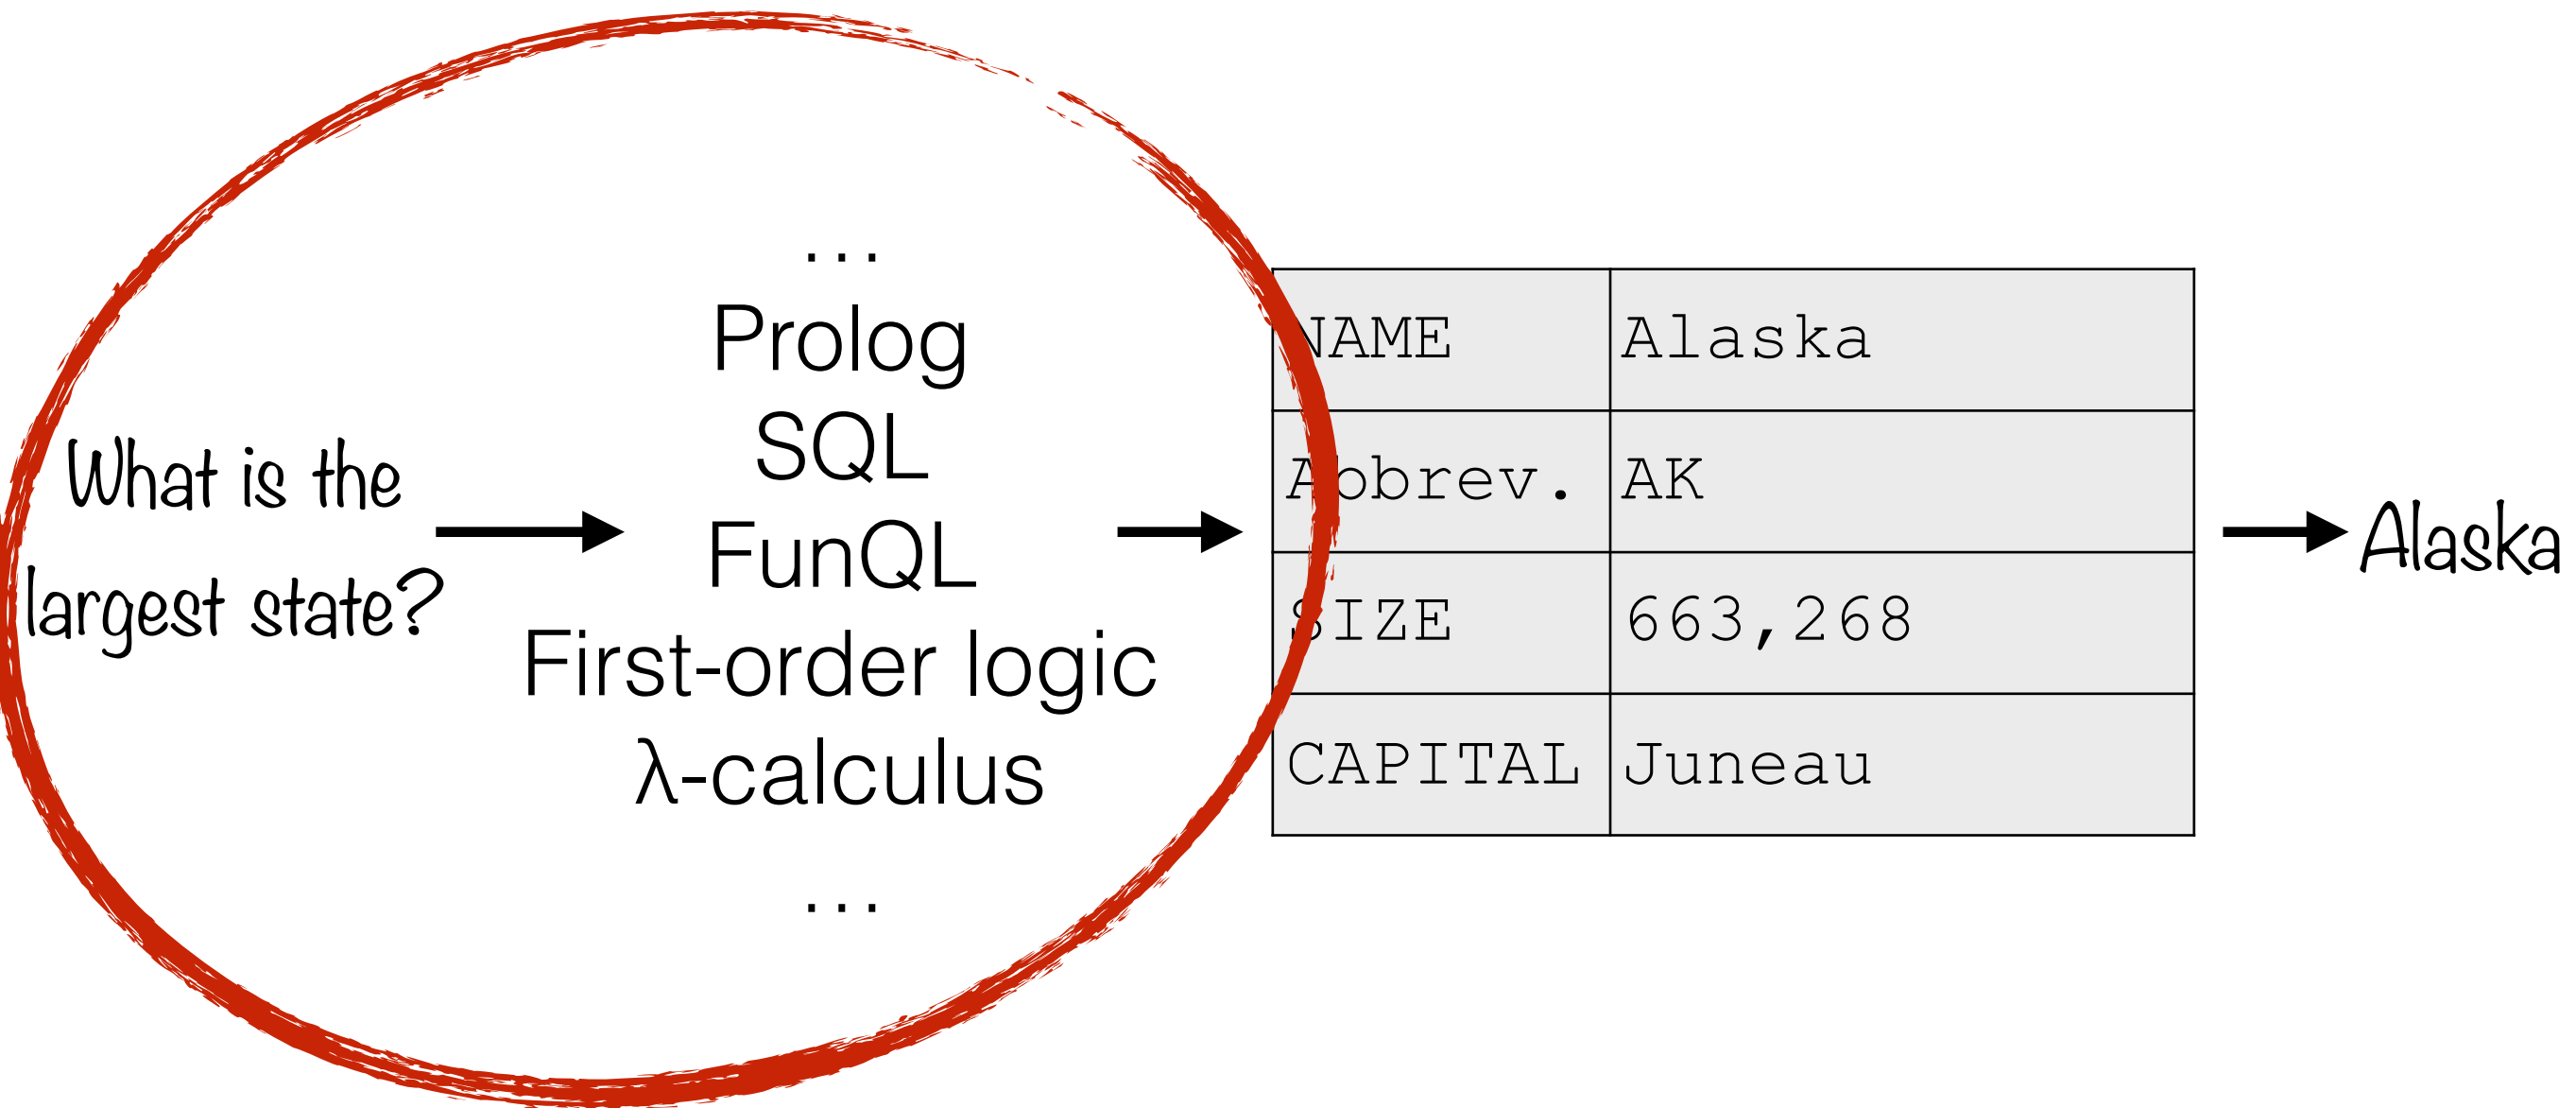 What is the
largest state?
...
Prolog
SQL
FunQL
First-order logic
λ-calculus
...
NAME Alaska
Abbrev. AK
SIZE 663,268
CAPITAL Juneau
Alaska